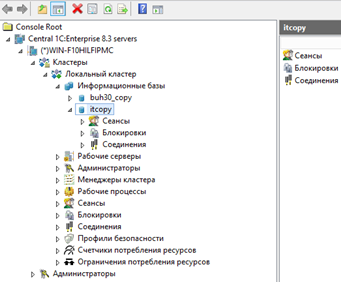 Console Root
Central 1C:Enterprise 8.3 servers
(*)WIN-F10HILFIPMC
Кластеры
Локальный кластер
Информационные базы
buh30_copy
itcopy
Сеансы
Блокировки
Соединения
Рабочие серверы
Администраторы
Менеджеры кластера
Рабочие процессы
Сеансы
Блокировки
Соединения
Профили безопасности
Счетчики потребления ресурсов
Ограничения потребления ресурсов
Администраторы
itcopy
Сеансы
Блокировки
Соединения